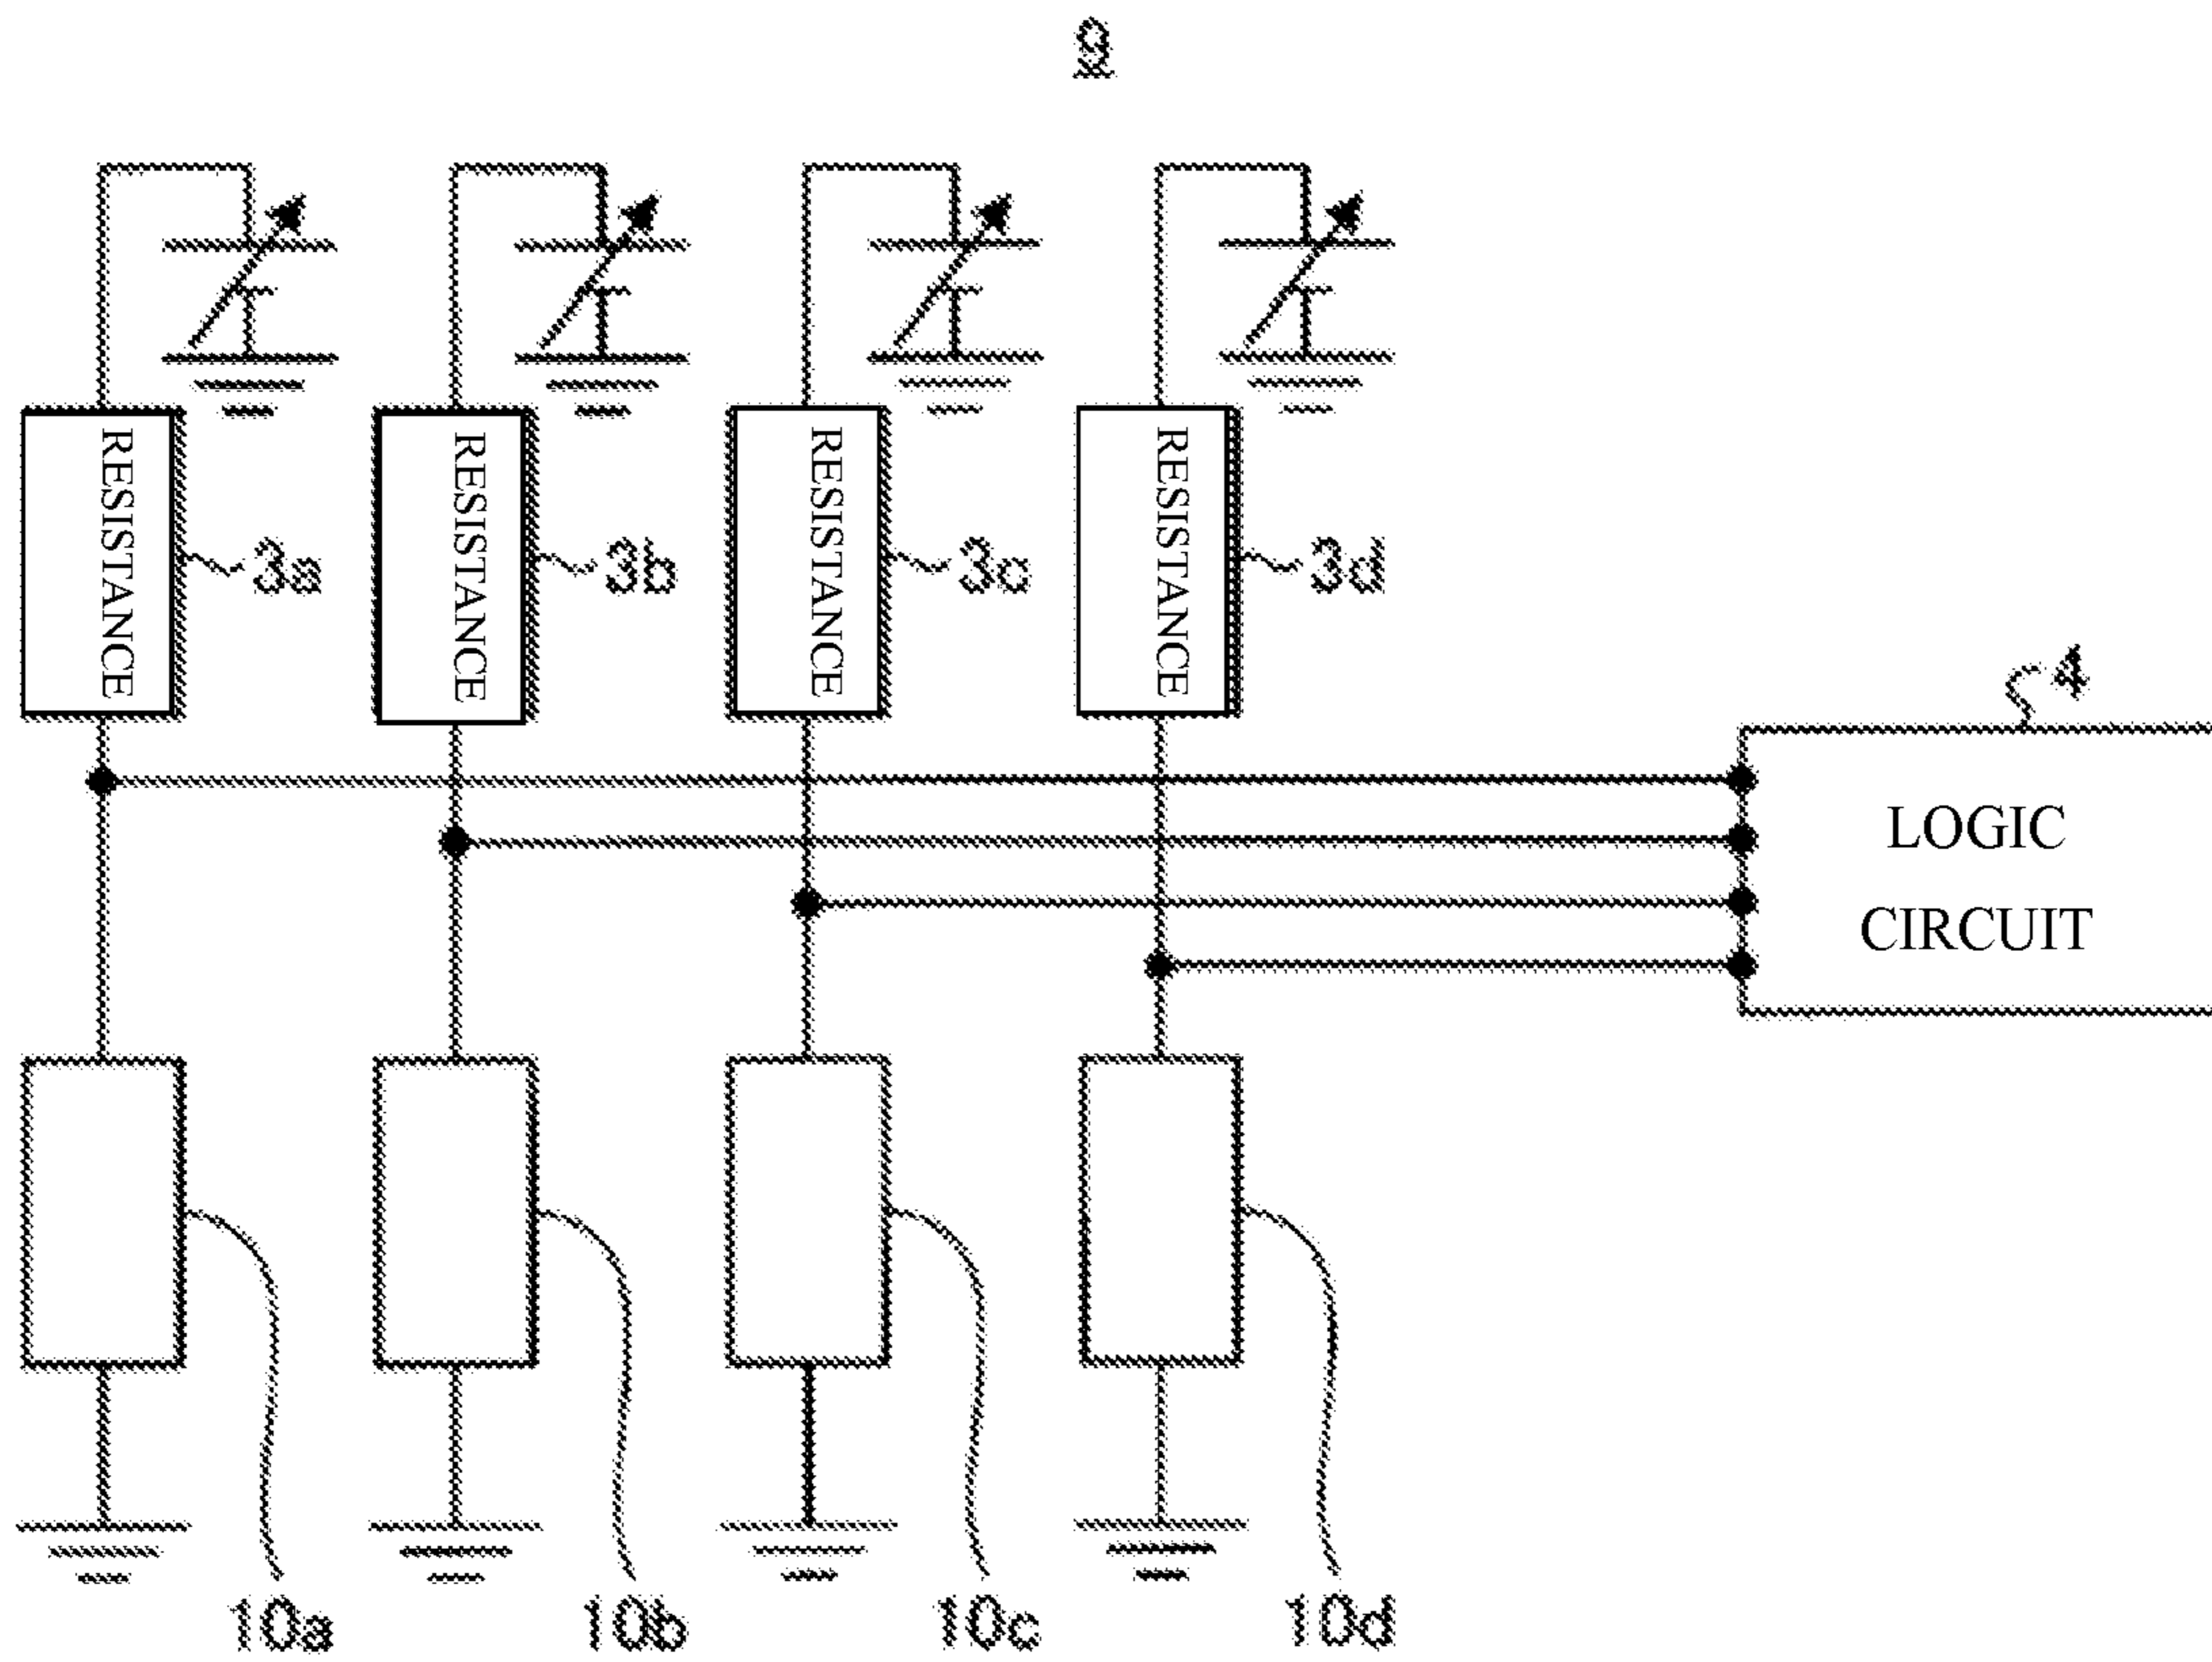 9
RESISTANCE
RESISTANCE
RESISTANCE
RESISTANCE
3a
3b
3c
3d
4
LOGIC
CIRCUIT
10a
10b
10c
10d